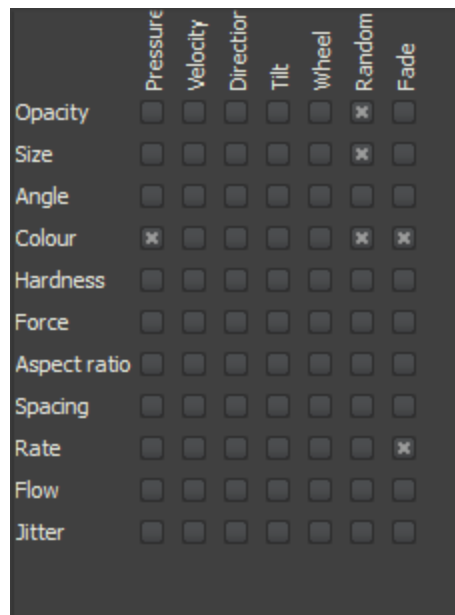 Pressure Velocity Direction Tilt Wheel Random Fade
Opacity
Size
Angle
Colour
Hardness
Force
Aspect ratio
Spacing
Rate
Flow
Jitter